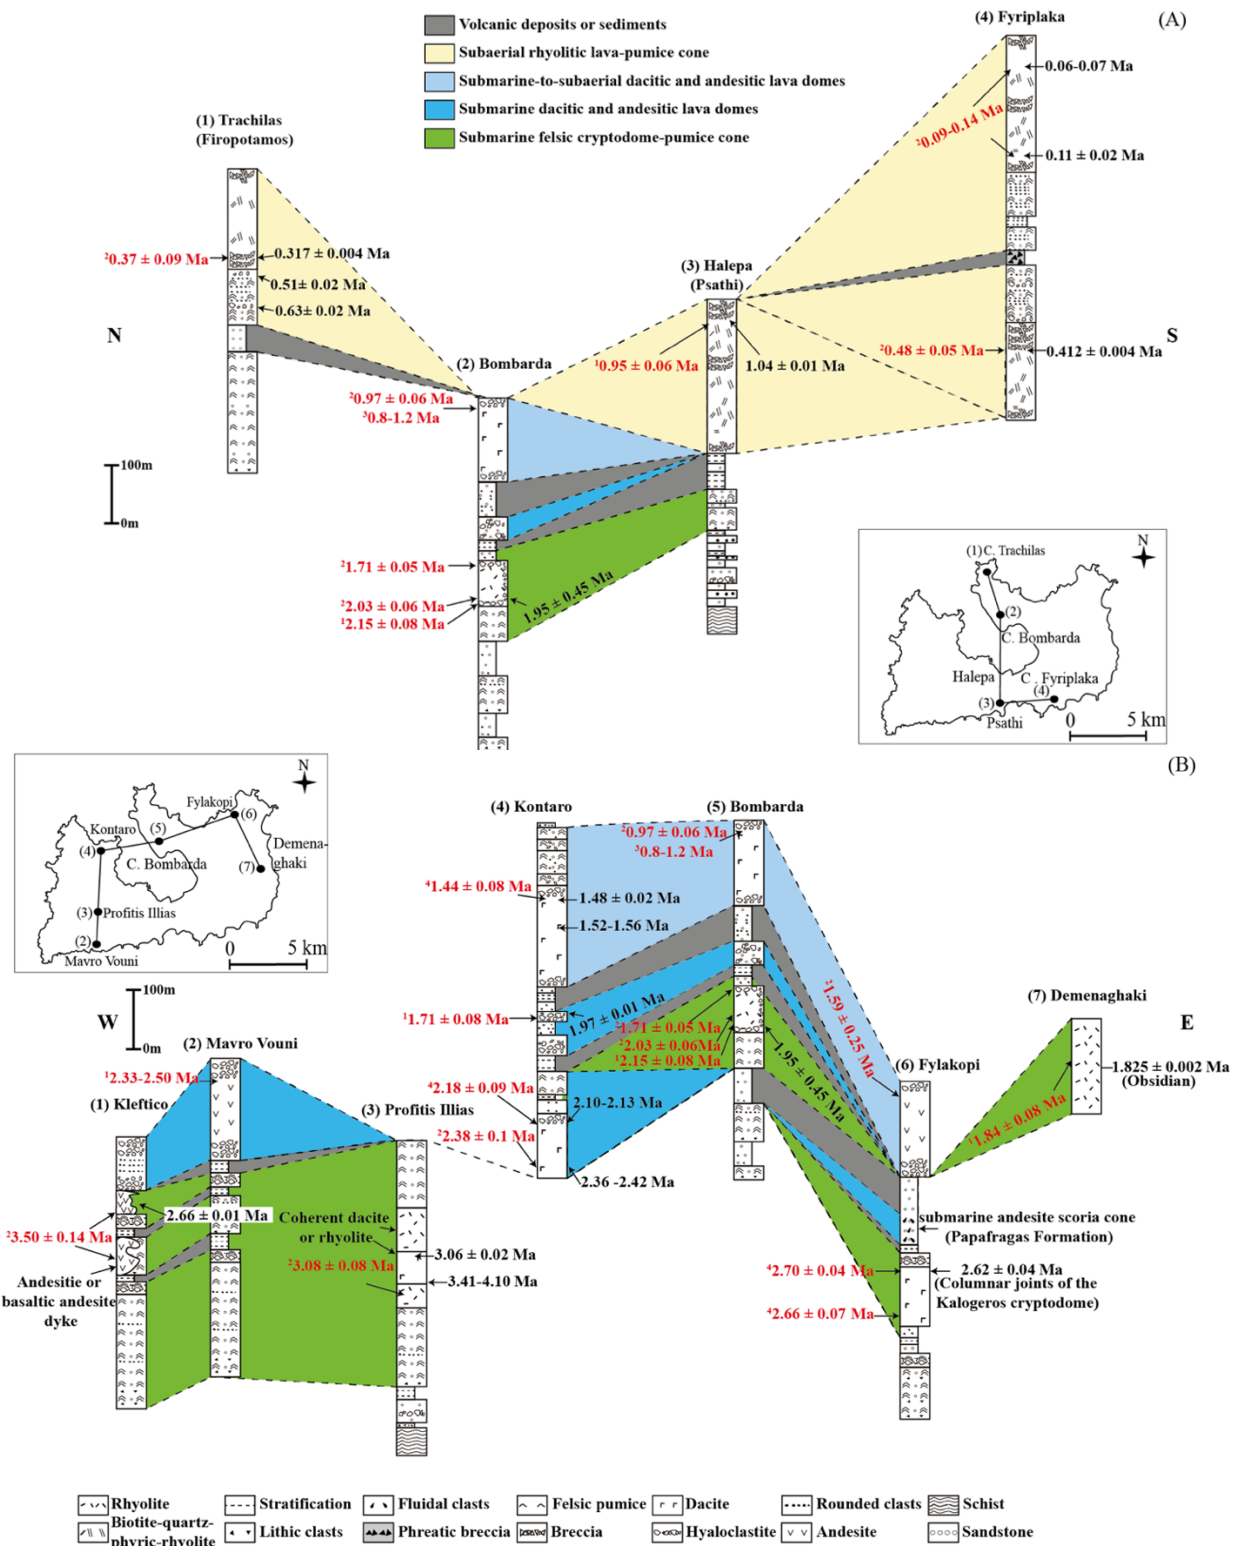 (A)
Volcanic deposits or sediments
Subaerial rhyolitic lava-pumice cone
Submarine-to-subaerial dacitic and andesitic lava domes
Submarine dacitic and andesitic lava domes
Submarine felsic cryptodome-pumice cone
(4) Fyriplaka
0.06-0.07 Ma
²0.09-0.14 Ma
0.11 ± 0.02 Ma
²0.48 ± 0.05 Ma
0.412 ± 0.004 Ma
S
(1) Trachilas
(Firopotamos)
²0.37 ± 0.09 Ma
0.317 ± 0.004 Ma
0.51± 0.02 Ma
0.63± 0.02 Ma
N
(3) Halepa
(Psathi)
¹0.95 ± 0.06 Ma
1.04 ± 0.01 Ma
(2) Bombarda
²0.97 ± 0.06 Ma
³0.8-1.2 Ma
²1.71 ± 0.05 Ma
²2.03 ± 0.06 Ma
¹2.15 ± 0.08 Ma
1.95 ± 0.45 Ma
100m
0m
N
(1) C. Trachilas
(2)
C. Bombarda
Halepa
C . Fyriplaka
(4)
(3)
Psathi
0
5 km
(B)
N
Fylakopi
(6)
Kontaro
(5)
(4)
C. Bombarda
Demena-
ghaki
(7)
(3)
Profitis Illias
(2)
Mavro Vouni
0
5 km
100m
0m
W
(4) Kontaro
⁴1.44 ± 0.08 Ma
1.48 ± 0.02 Ma
1.52-1.56 Ma
¹1.71 ± 0.08 Ma
1.97 ± 0.01 Ma
⁴2.18 ± 0.09 Ma
2.10-2.13 Ma
²2.38 ± 0.1 Ma
2.36 -2.42 Ma
(5) Bombarda
²0.97 ± 0.06 Ma
³0.8-1.2 Ma
²1.71 ± 0.05 Ma
²2.03 ± 0.06Ma
¹2.15 ± 0.08 Ma
1.95 ± 0.45 Ma
²1.59 ± 0.25 Ma
(6) Fylakopi
submarine andesite scoria cone
(Papafragas Formation)
⁴2.70 ± 0.04 Ma
2.62 ± 0.04 Ma
(Columnar joints of the
Kalogeros cryptodome)
⁴2.66 ± 0.07 Ma
(7) Demenaghaki
E
1.825 ± 0.002 Ma
(Obsidian)
¹1.84 ± 0.08 Ma
(2) Mavro Vouni
¹2.33-2.50 Ma
(1) Kleftico
2.66 ± 0.01 Ma
²3.50 ± 0.14 Ma
Andesitie or
basaltic andesite
dyke
(3) Profitis Illias
Coherent dacite
or rhyolite
3.06 ± 0.02 Ma
²3.08 ± 0.08 Ma
3.41-4.10 Ma
Rhyolite
Stratification
Fluidal clasts
Felsic pumice
Dacite
Rounded clasts
Schist
Biotite-quartz-
phyric-rhyolite
Lithic clasts
Phreatic breccia
Breccia
Hyaloclastite
Andesite
Sandstone